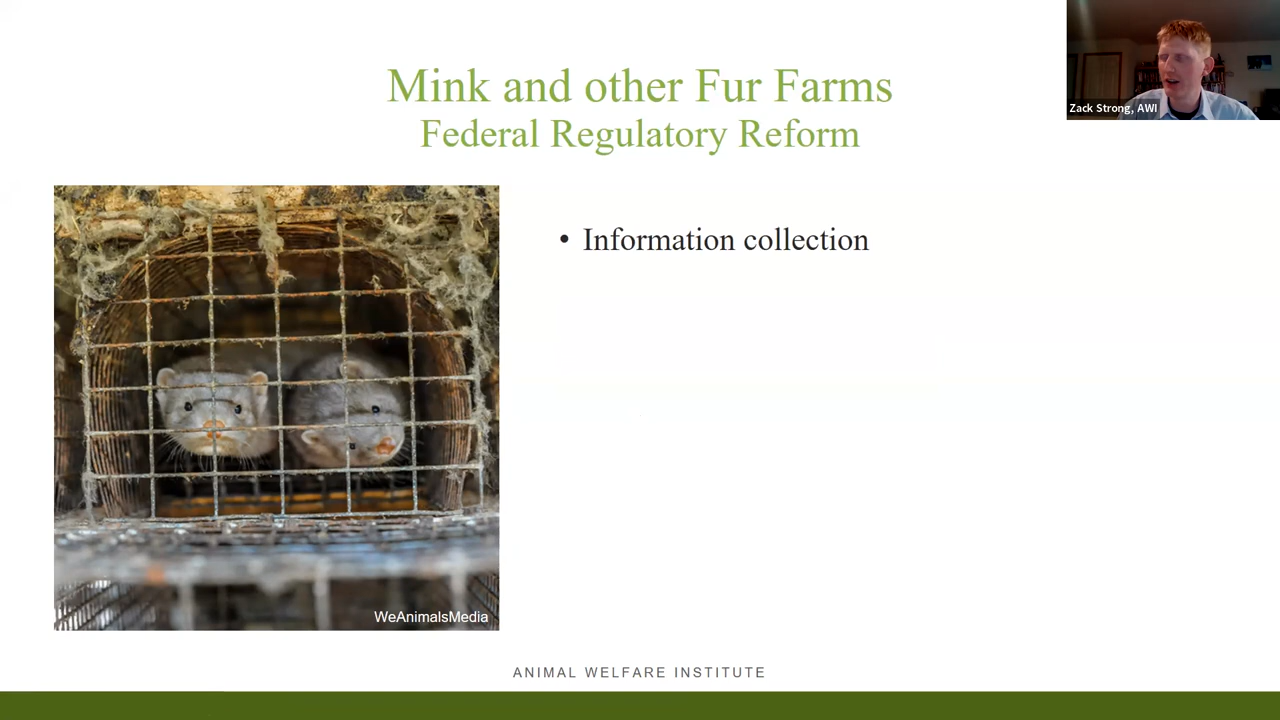 Mink and other Fur Farms
Federal Regulatory Reform
Zack Strong, AWI
• Information collection
WeAnimalsMedia
ANIMAL WELFARE INSTITUTE